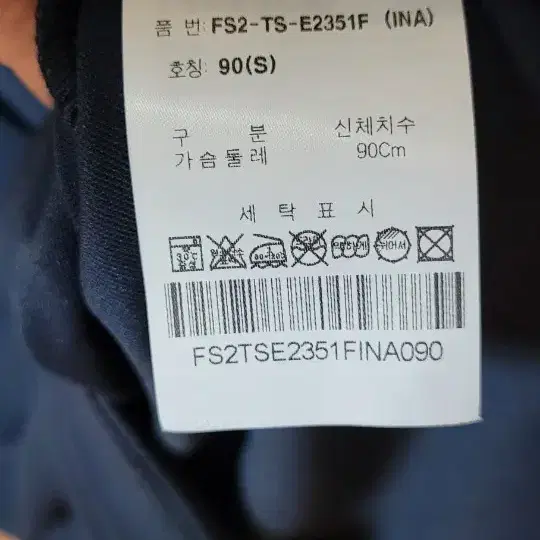 품 번: FS2-TS-E2351F (INA)
호칭: 90(S)
구 분 신체치수
가슴둘레 90Cm
세 탁 표 시
30℃
FS2TSE2351FINA090